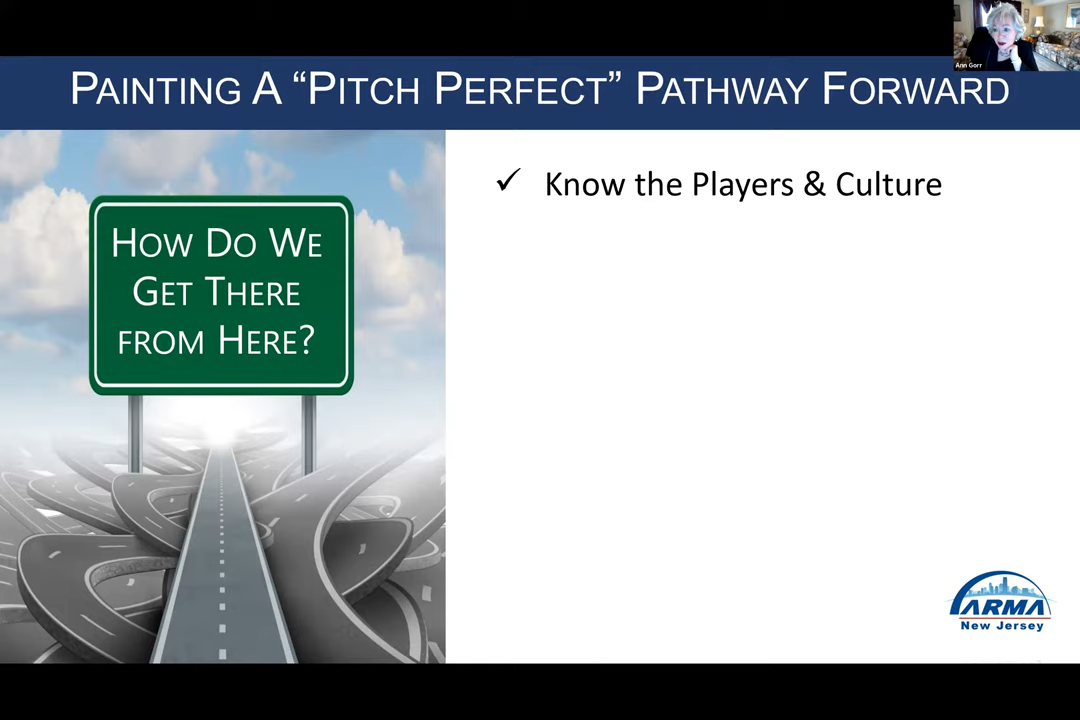 Ann Gorr
PAINTING A “PITCH PERFECT” PATHWAY FORWARD
HOW DO WE
GET THERE
FROM HERE?
✓ Know the Players & Culture
ARMA
New Jersey